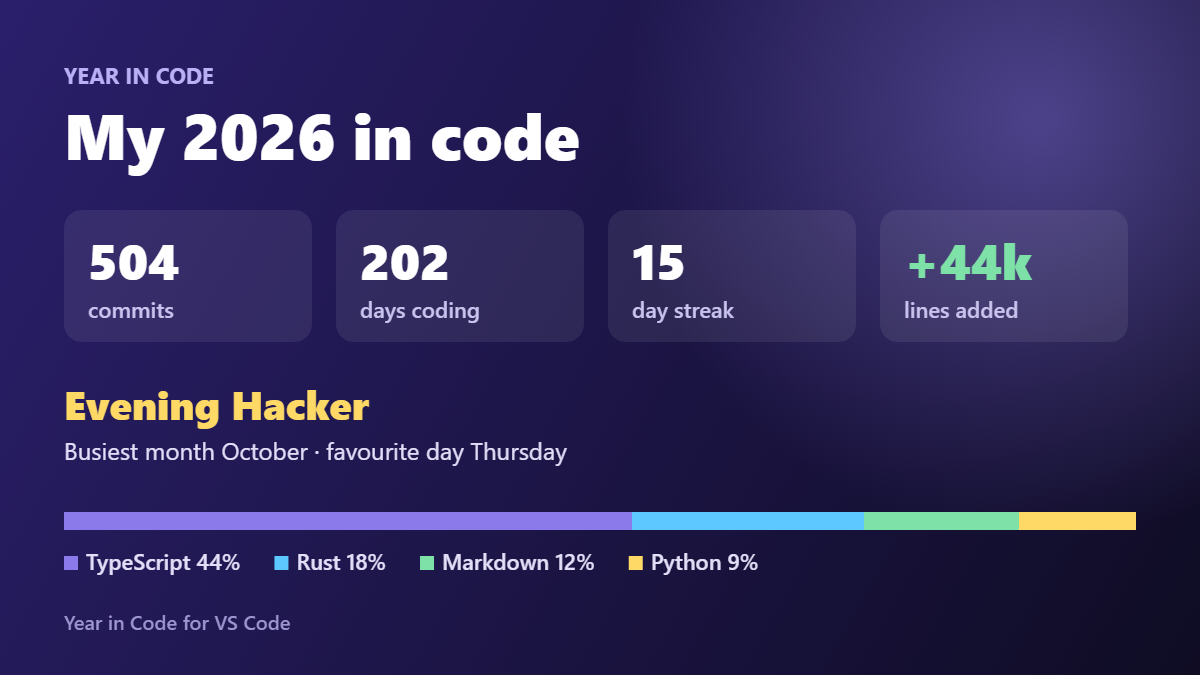 YEAR IN CODE
My 2026 in code
504
commits
202
days coding
15
day streak
+44k
lines added
Evening Hacker
Busiest month October · favourite day Thursday
TypeScript 44%
Rust 18%
Markdown 12%
Python 9%
Year in Code for VS Code